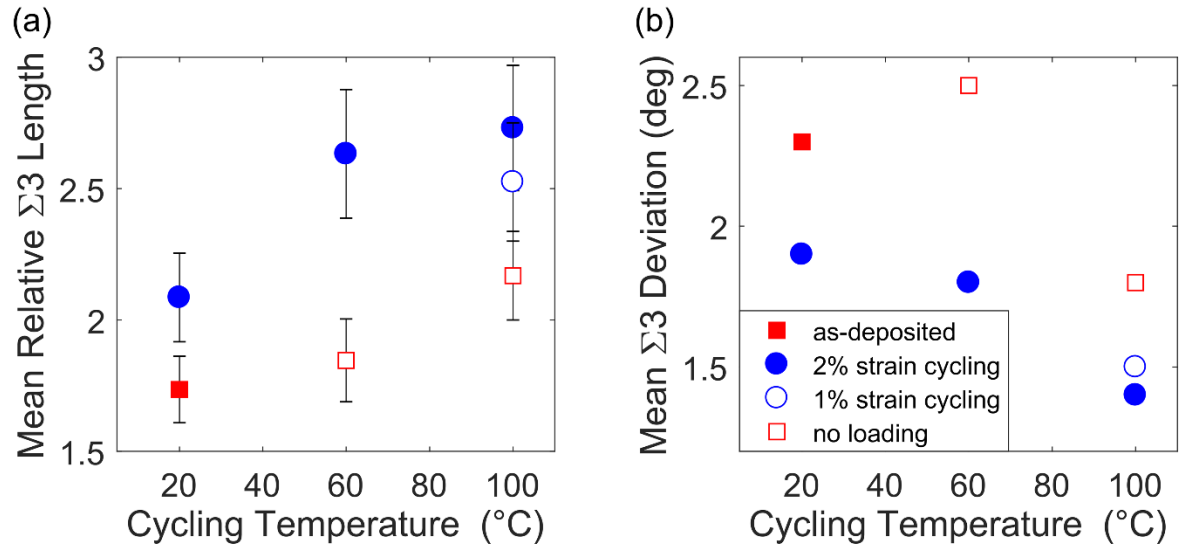 (a)
3
2.5
2
1.5
Mean Relative Σ3 Length
20 40 60 80 100
Cycling Temperature (°C)
(b)
2.5
2
1.5
Mean Σ3 Deviation (deg)
as-deposited
2% strain cycling
1% strain cycling
no loading
20 40 60 80 100
Cycling Temperature (°C)